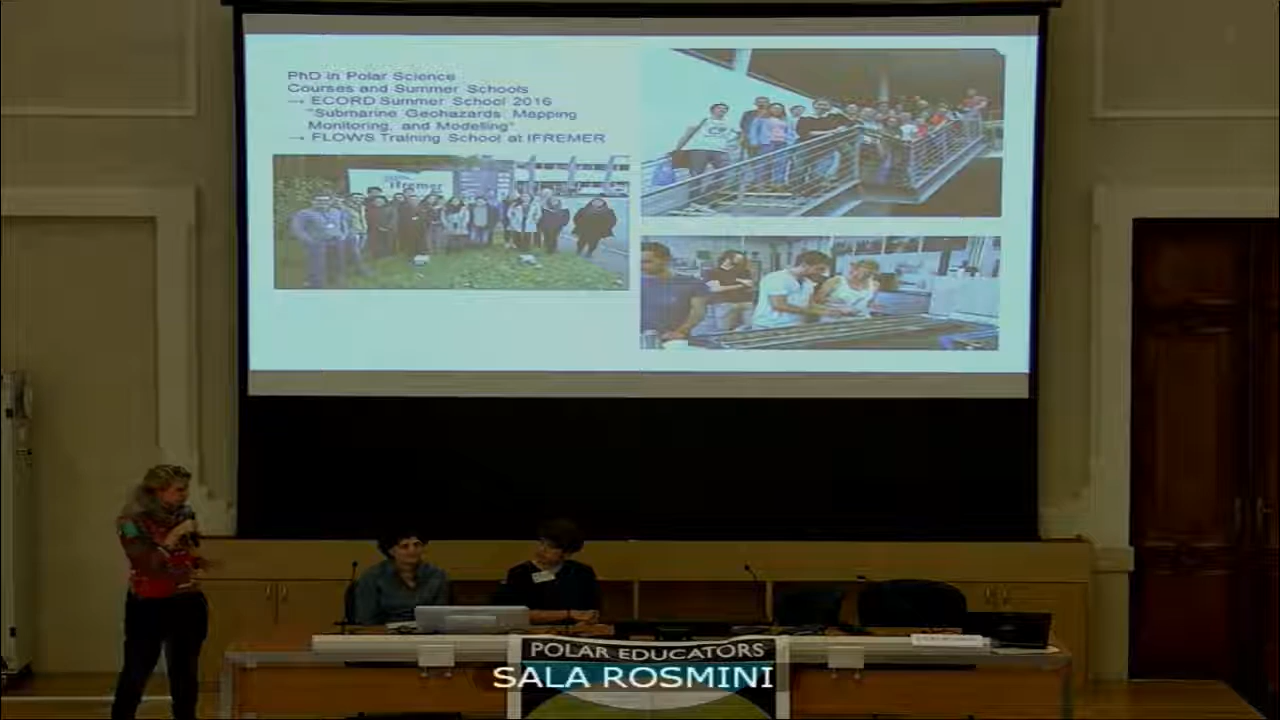 PhD in Polar Science
Courses and Summer Schools
→ ECORD Summer School 2016
"Submarine Geohazards: Mapping
Monitoring, and Modelling"
→ FLOWS Training School at IFREMER
ifremer
POLAR EDUCATORS
SALA ROSMINI